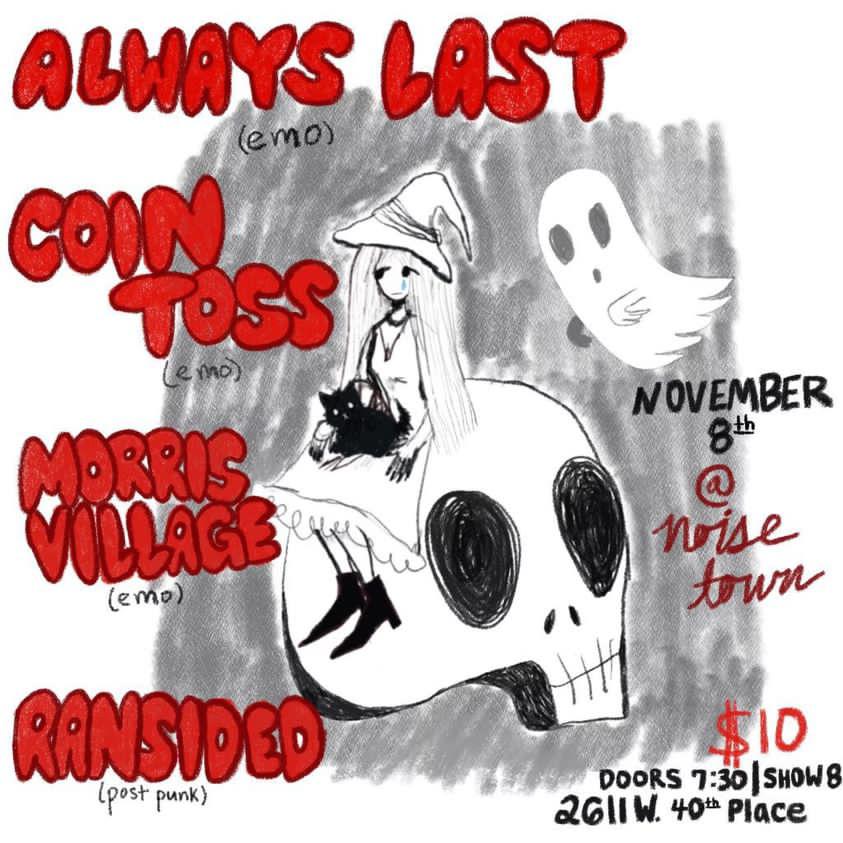 ALWAYS LAST
(emo)
COIN
TOSS
(emo)
MORRIS
VILLAGE
(emo)
RANSIDED
(post punk)
NOVEMBER
8th
@
noise
town
$10
DOORS 7:30 | SHOW 8
2611 W. 40th Place